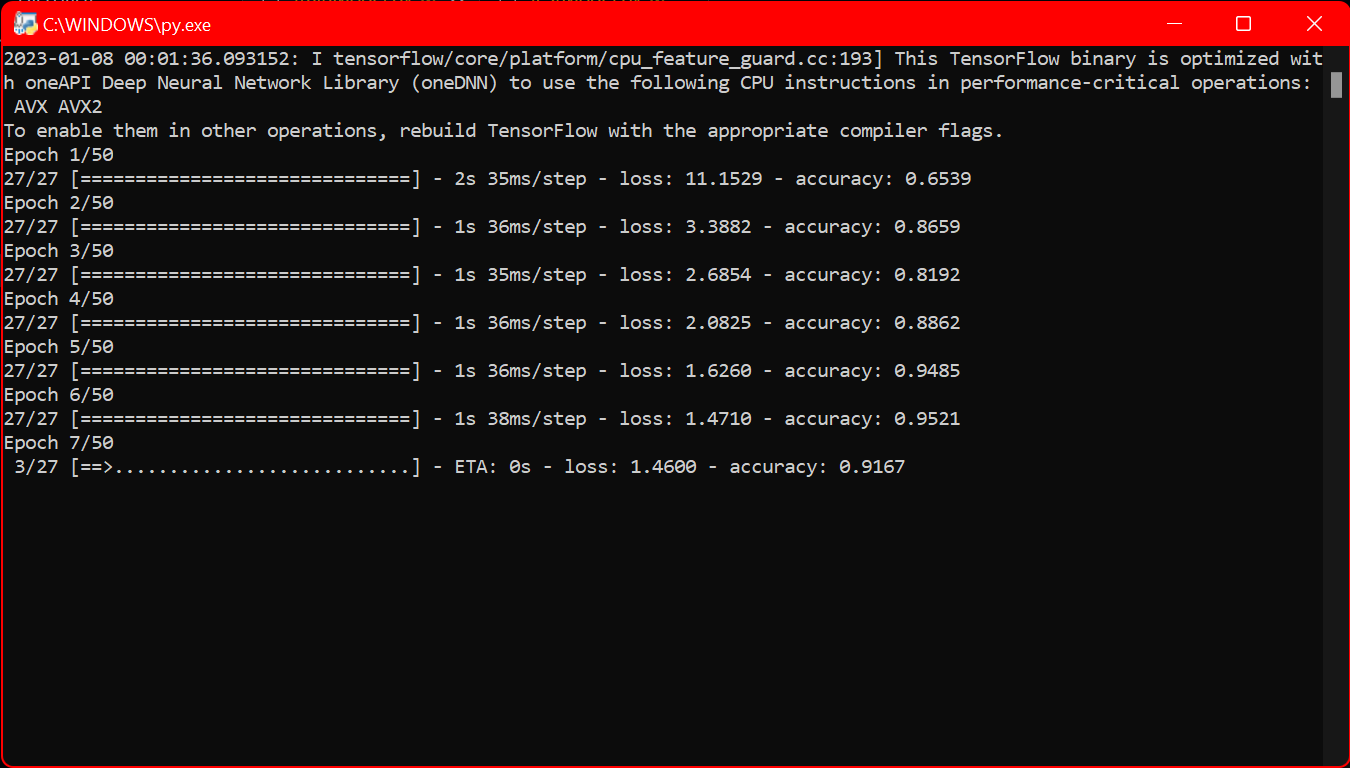 C:\WINDOWS\py.exe
2023-01-08 00:01:36.093152: I tensorflow/core/platform/cpu_feature_guard.cc:193] This TensorFlow binary is optimized wit
h oneAPI Deep Neural Network Library (oneDNN) to use the following CPU instructions in performance-critical operations:
 AVX AVX2
To enable them in other operations, rebuild TensorFlow with the appropriate compiler flags.
Epoch 1/50
27/27 [==============================] - 2s 35ms/step - loss: 11.1529 - accuracy: 0.6539
Epoch 2/50
27/27 [==============================] - 1s 36ms/step - loss: 3.3882 - accuracy: 0.8659
Epoch 3/50
27/27 [==============================] - 1s 35ms/step - loss: 2.6854 - accuracy: 0.8192
Epoch 4/50
27/27 [==============================] - 1s 36ms/step - loss: 2.0825 - accuracy: 0.8862
Epoch 5/50
27/27 [==============================] - 1s 36ms/step - loss: 1.6260 - accuracy: 0.9485
Epoch 6/50
27/27 [==============================] - 1s 38ms/step - loss: 1.4710 - accuracy: 0.9521
Epoch 7/50
 3/27 [==>...........................] - ETA: 0s - loss: 1.4600 - accuracy: 0.9167